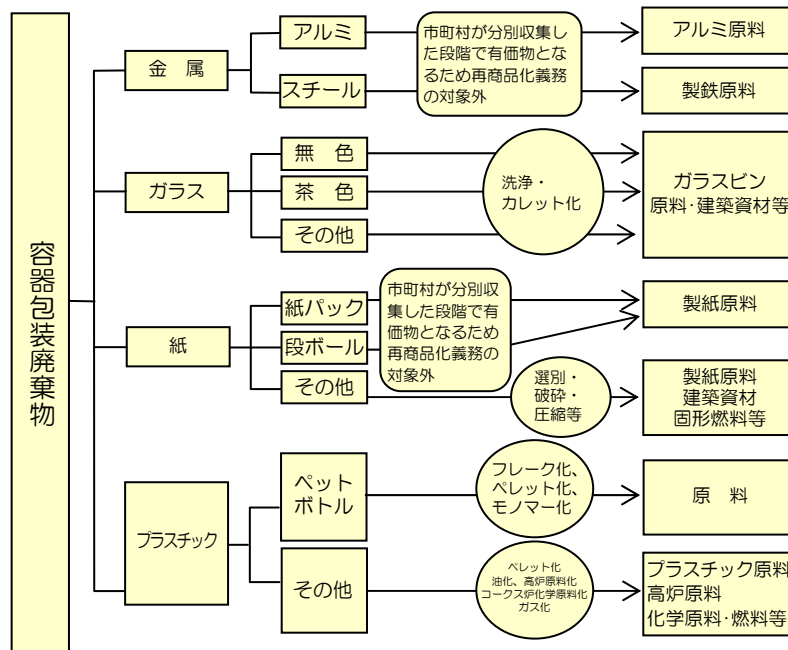 容器包装廃棄物
金 属
アルミ
スチール
市町村が分別収集し
た段階で有価物とな
るため再商品化義務
の対象外
アルミ原料
製鉄原料
ガラス
無 色
茶 色
その他
洗浄・
カレット化
ガラスビン
原料・建築資材等
紙
紙パック
段ボール
その他
市町村が分別収
集した段階で有
価物となるため
再商品化義務の
対象外
製紙原料
選別・
破砕・
圧縮等
製紙原料
建築資材
固形燃料等
プラスチック
ペット
ボトル
フレーク化、
ペレット化、
モノマー化
原 料
その他
ペレット化
油化、高炉原料化
コークス炉化学原料化
ガス化
プラスチック原料
高炉原料
化学原料・燃料等